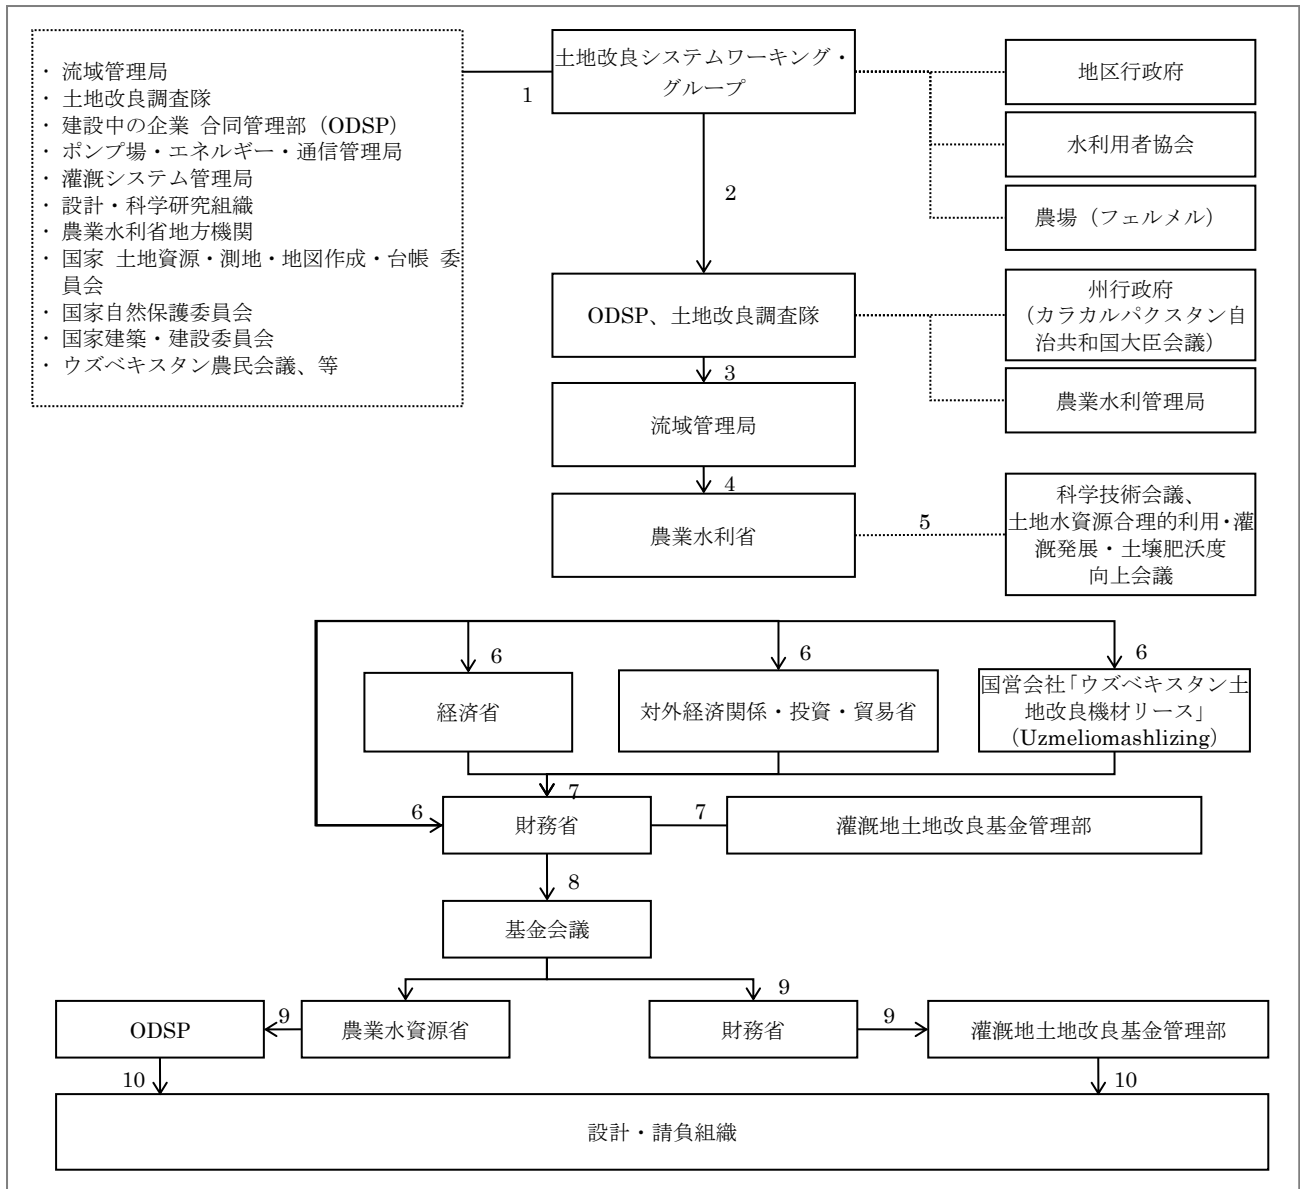 ・ 流域管理局
・ 土地改良調査隊
・ 建設中の企業 合同管理部（ODSP）
・ ポンプ場・エネルギー・通信管理局
・ 灌漑システム管理局
・ 設計・科学研究組織
・ 農業水利省地方機関
・ 国家 土地資源・測地・地図作成・台帳 委
員会
・ 国家自然保護委員会
・ 国家建築・建設委員会
・ ウズベキスタン農民会議、等
1
土地改良システムワーキング・
グループ
地区行政府
水利用者協会
農場（フェルメル）
2
ODSP、土地改良調査隊
州行政府
（カラカルパクスタン自
治共和国大臣会議）
農業水利管理局
3
流域管理局
4
農業水利省
5
科学技術会議、
土地水資源合理的利用・灌
漑発展・土壌肥沃度
向上会議
6
6
6
経済省
対外経済関係・投資・貿易省
国営会社「ウズベキスタン土
地改良機材リース」
（Uzmeliomashlizing）
7
6
財務省
7
灌漑地土地改良基金管理部
8
基金会議
9
ODSP
9
農業水資源省
財務省
9
灌漑地土地改良基金管理部
10
10
設計・請負組織